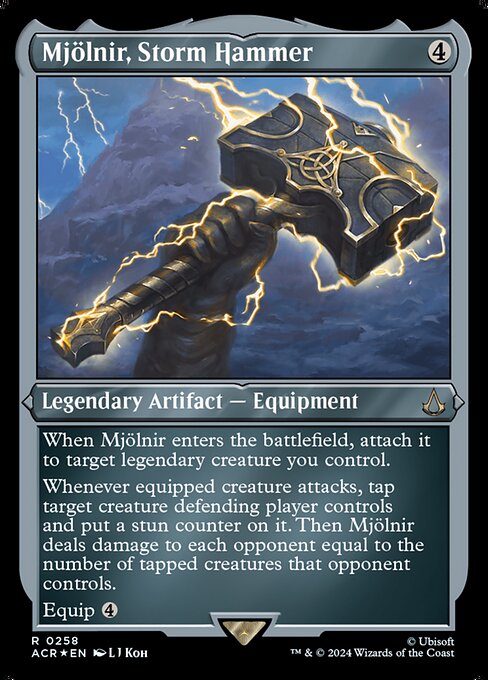 Mjölnir, Storm Hammer 4
Legendary Artifact — Equipment
When Mjölnir enters the battlefield, attach it
to target legendary creature you control.
Whenever equipped creature attacks, tap
target creature defending player controls
and put a stun counter on it. Then Mjölnir
deals damage to each opponent equal to the
number of tapped creatures that opponent
controls.
Equip 4
R 0258
ACR★EN LJ Koh
© Ubisoft
™ & © 2024 Wizards of the Coast